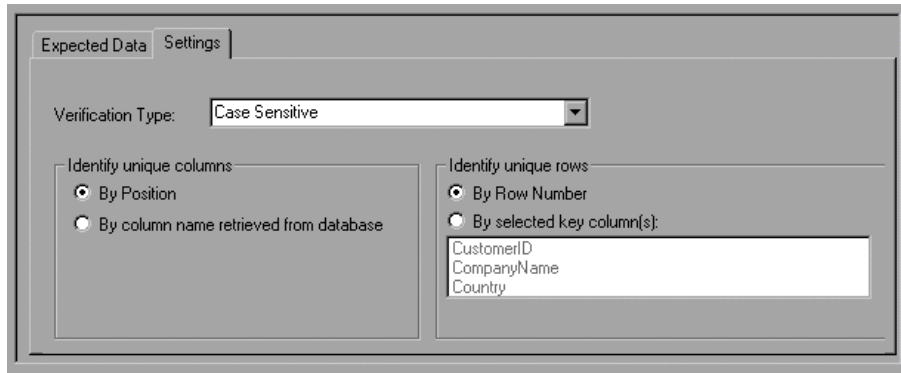 Expected Data Settings
Verification Type: Case Sensitive
Identify unique columns
By Position
By column name retrieved from database
Identify unique rows
By Row Number
By selected key column(s):
CustomerID
CompanyName
Country